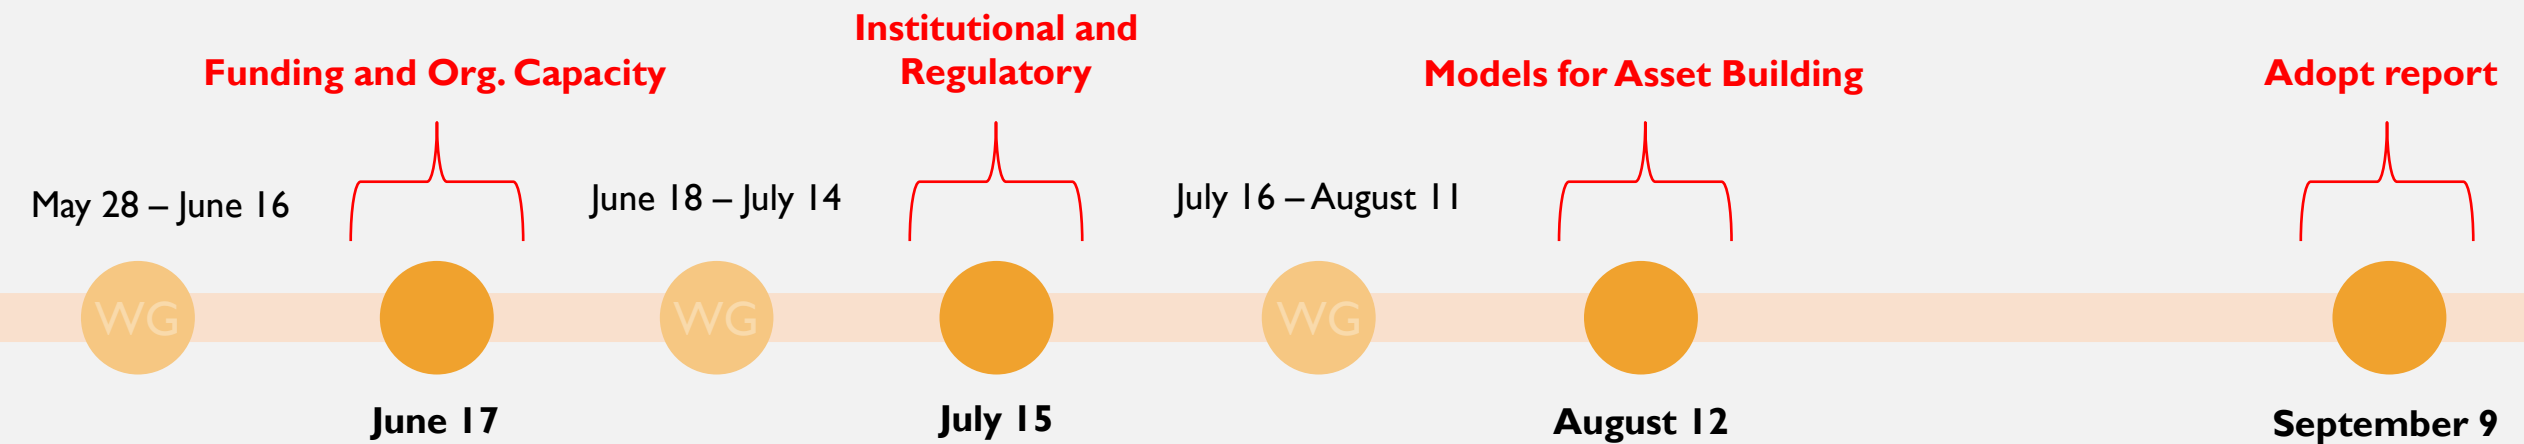 Institutional and
Regulatory
Funding and Org. Capacity
Models for Asset Building
Adopt report
May 28 – June 16
June 18 – July 14
July 16 – August 11
WG
WG
WG
June 17
July 15
August 12
September 9